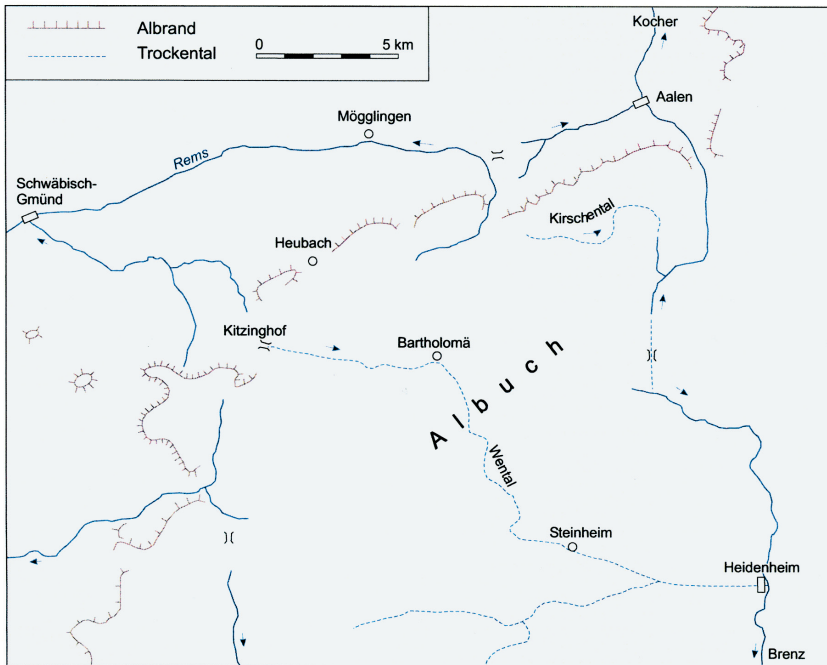 Albrand
Trockental
0 5 km
Kocher
Aalen
Mögglingen
Rems
Schwäbisch-
Gmünd
Kirschental
Heubach
Kitzinghof
Bartholomä
Albuch
Wental
Steinheim
Heidenheim
Brenz